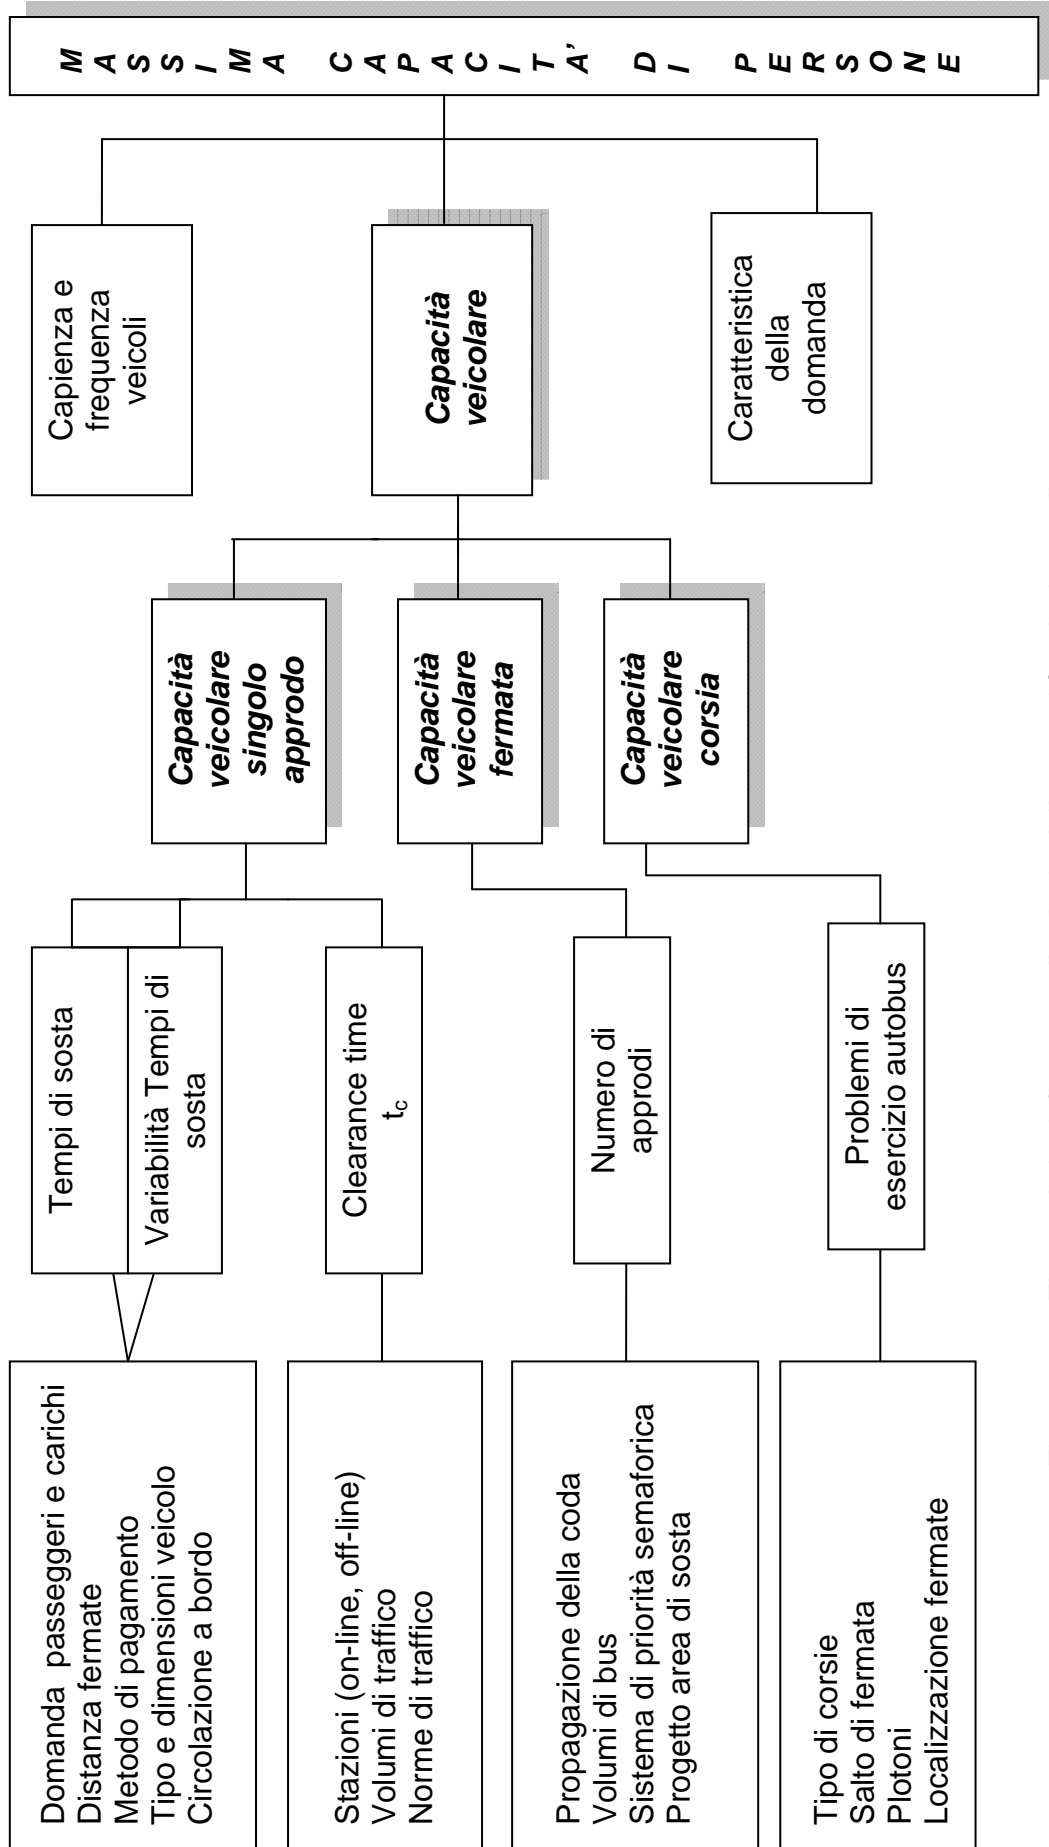 Domanda  passeggeri e carichi
Distanza fermate
Metodo di pagamento
Tipo e dimensioni veicolo
Circolazione a bordo
Stazioni (on-line, off-line)
Volumi di traffico
Norme di traffico
Propagazione della coda
Volumi di bus
Sistema di priorità semaforica
Progetto area di sosta
Tipo di corsie
Salto di fermata
Plotoni
Localizzazione fermate
Tempi di sosta
Variabilità Tempi di
sosta
Clearance time
tc
Numero di
approdi
Problemi di
esercizio autobus
Capacità
veicolare
singolo
approdo
Capacità
veicolare
fermata
Capacità
veicolare
corsia
Capienza e
frequenza
veicoli
Capacità
veicolare
Caratteristica
della
domanda
MASSIMA CAPACITA' DI PERSONE